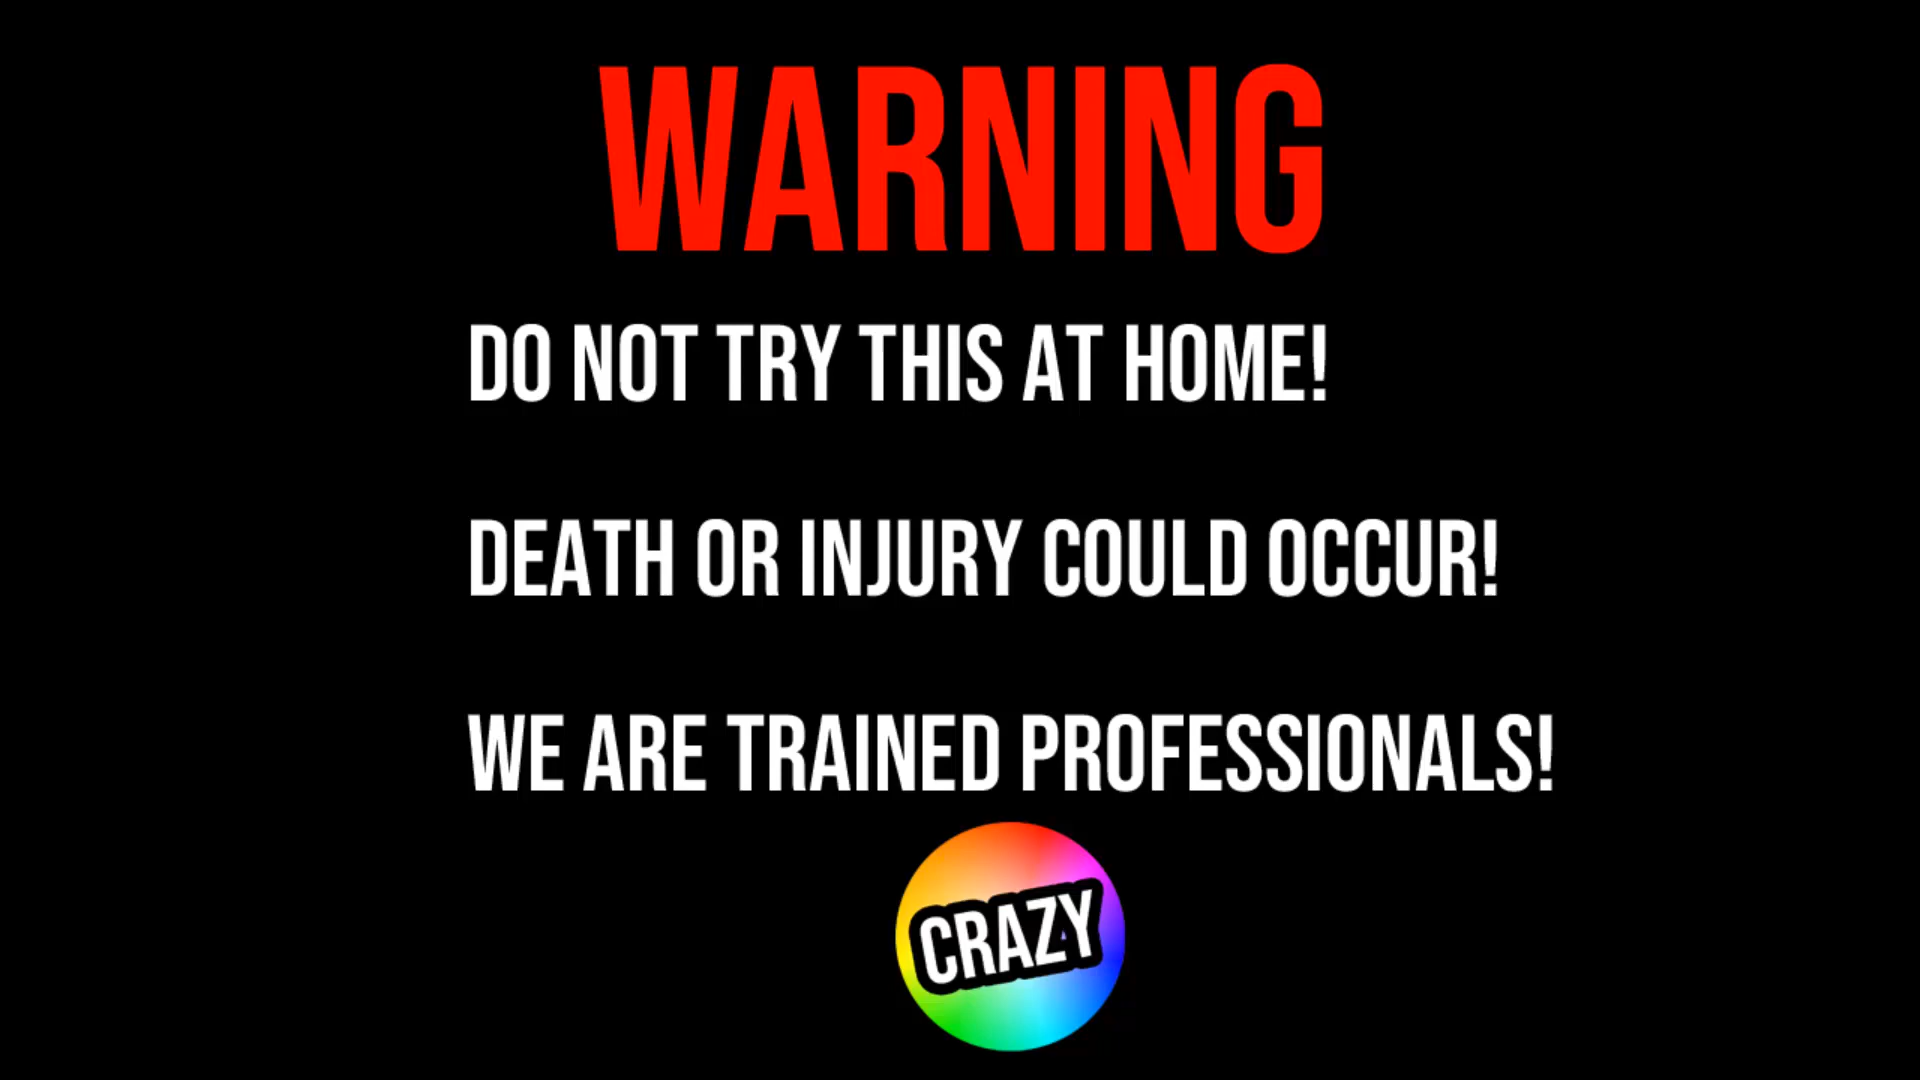 WARNING
DO NOT TRY THIS AT HOME!
DEATH OR INJURY COULD OCCUR!
WE ARE TRAINED PROFESSIONALS!
CRAZY